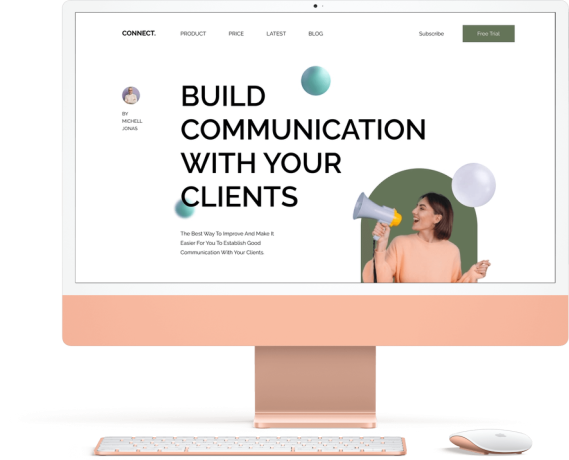 CONNECT.
PRODUCT
PRICE
LATEST
BLOG
Subscribe
Free Trial
BY
MICHELL
JONAS
BUILD
COMMUNICATION
WITH YOUR
CLIENTS
The Best Way To Improve And Make It
Easier For You To Establish Good
Communication With Your Clients